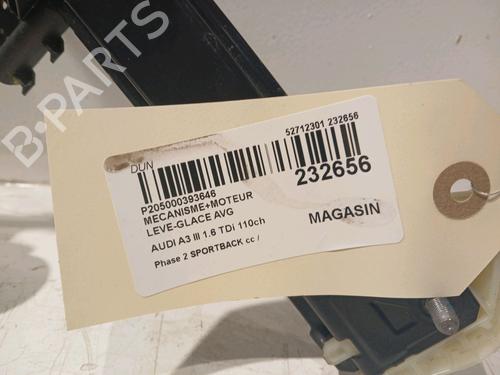 B-PARTS
DUN
52712301 232656
232656
P205000393646
MECANISME+MOTEUR
LEVE-GLACE AVG
AUDI A3 III 1.6 TDi 110ch
MAGASIN
Phase 2 SPORTBACK cc /